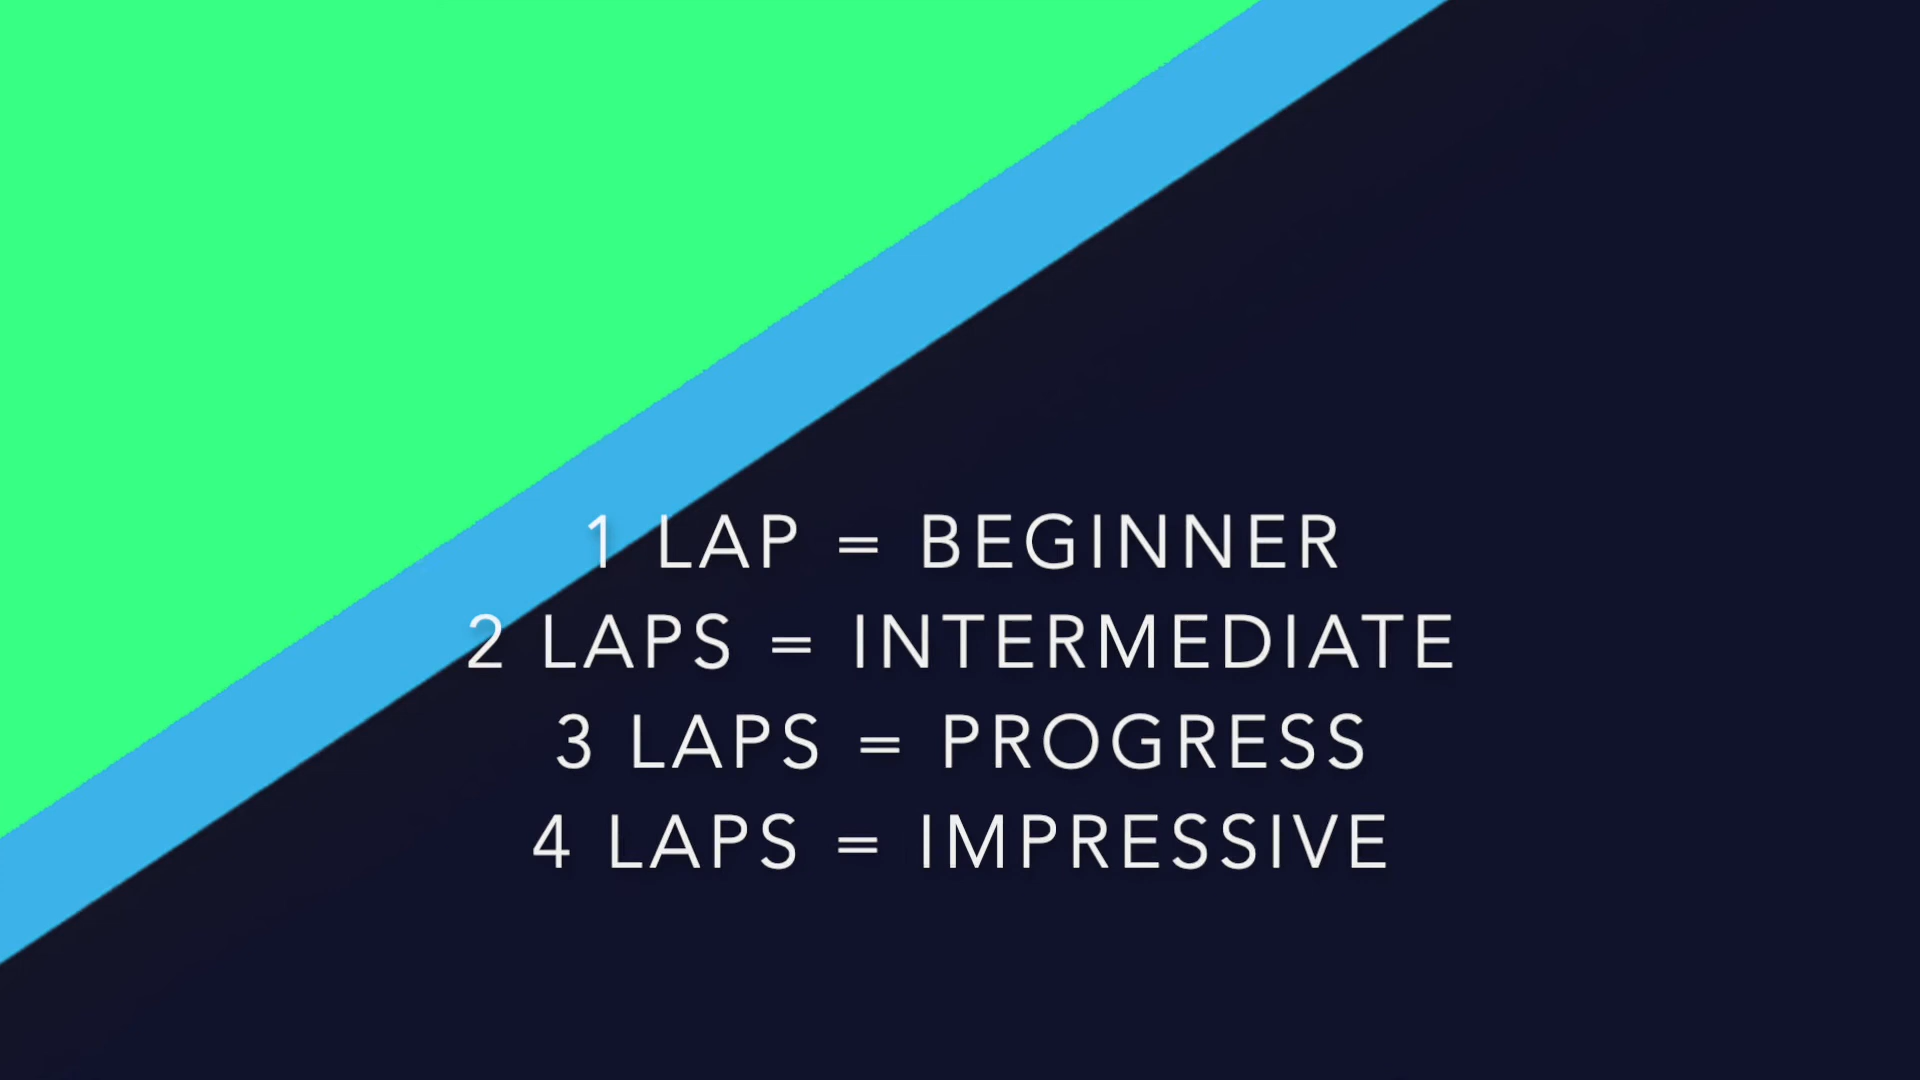 1 LAP = BEGINNER
2 LAPS = INTERMEDIATE
3 LAPS = PROGRESS
4 LAPS = IMPRESSIVE